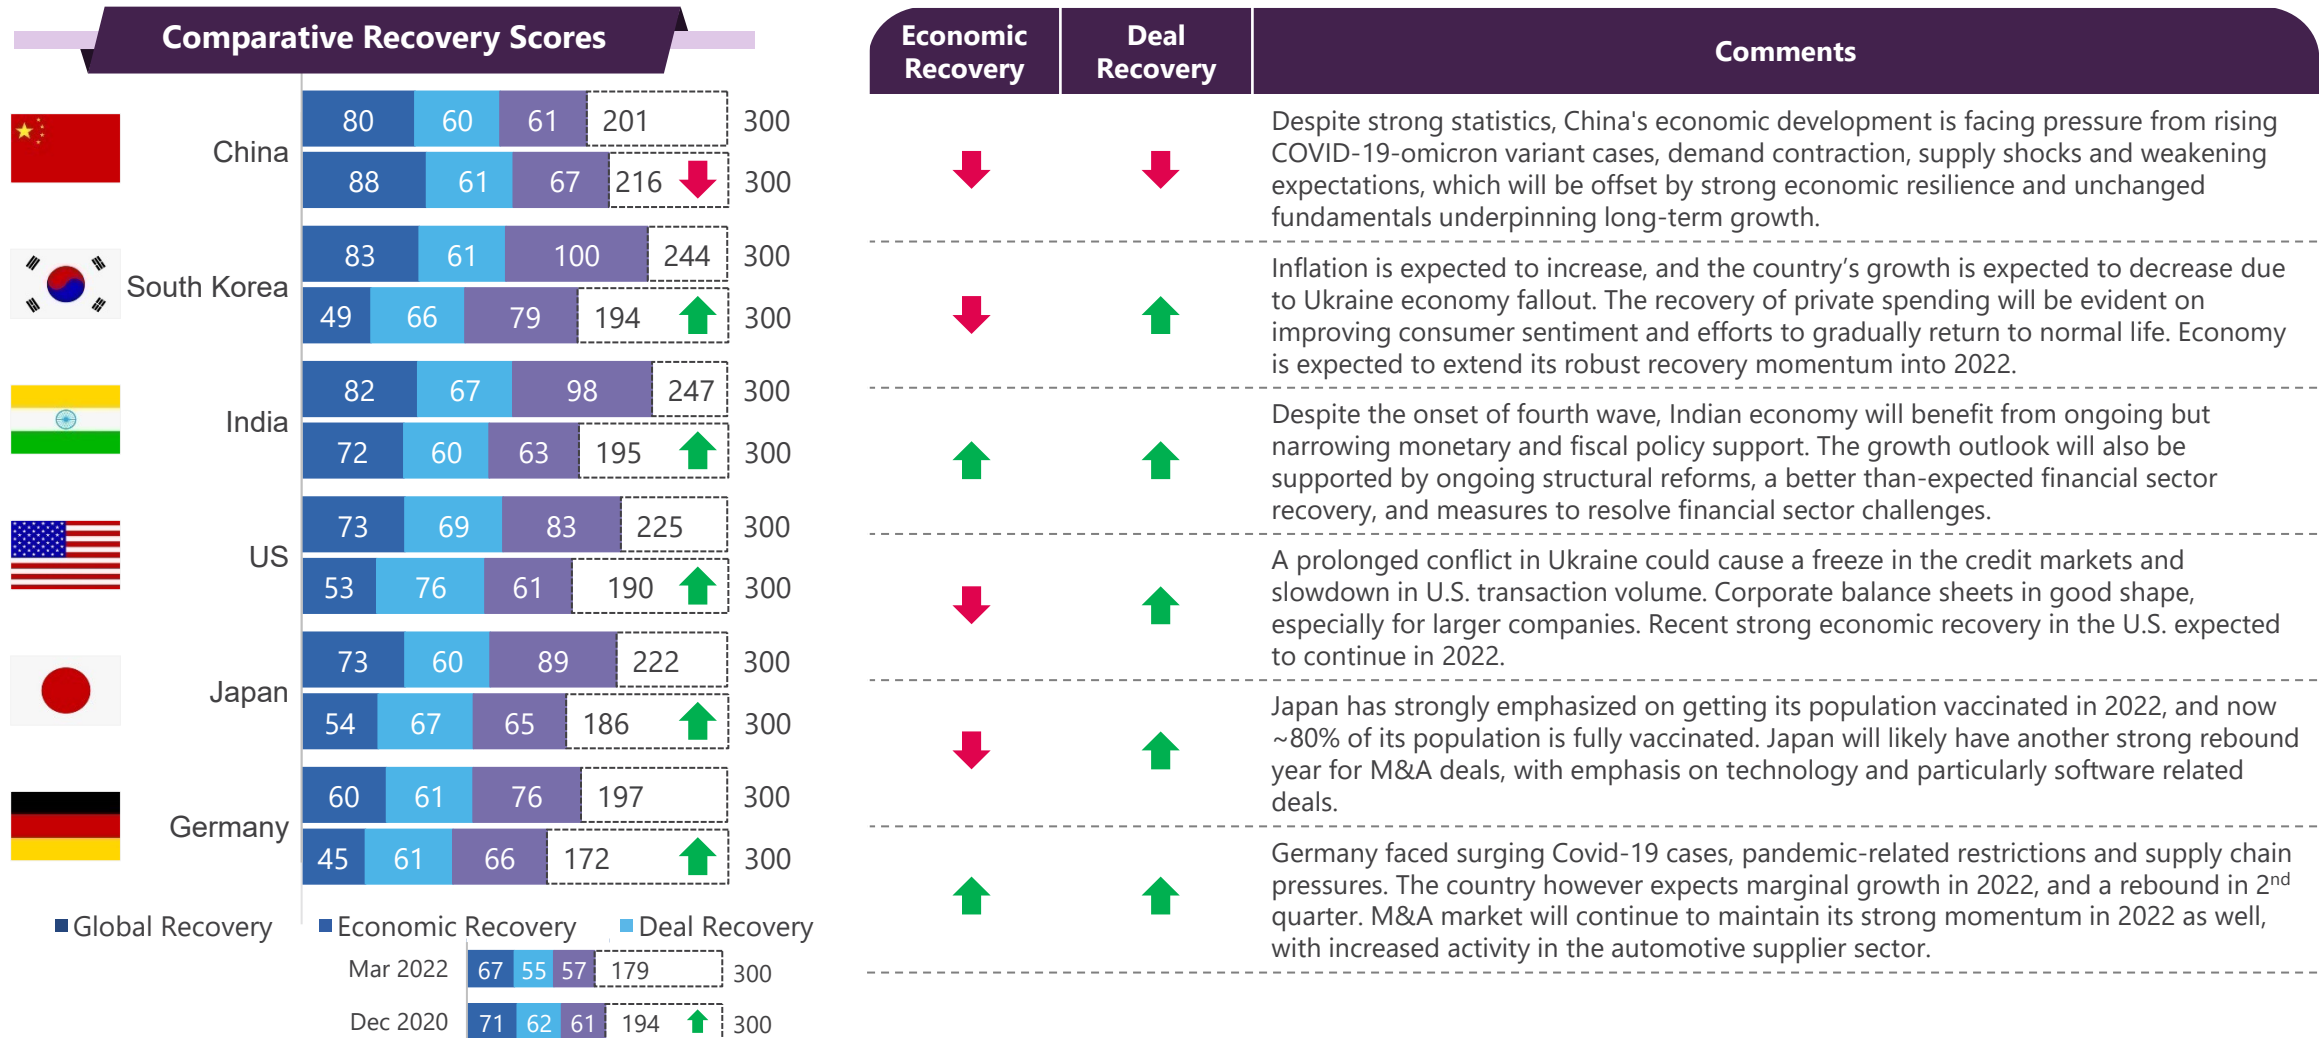 Comparative Recovery Scores
China
80 60 61 201 300
88 61 67 216 300
South Korea
83 61 100 244 300
49 66 79 194 300
India
82 67 98 247 300
72 60 63 195 300
US
73 69 83 225 300
53 76 61 190 300
Japan
73 60 89 222 300
54 67 65 186 300
Germany
60 61 76 197 300
45 61 66 172 300
Global Recovery Economic Recovery Deal Recovery
Mar 2022 67 55 57 179 300
Dec 2020 71 62 61 194 300
Economic
Recovery
Deal
Recovery
Comments
Despite strong statistics, China's economic development is facing pressure from rising
COVID-19-omicron variant cases, demand contraction, supply shocks and weakening
expectations, which will be offset by strong economic resilience and unchanged
fundamentals underpinning long-term growth.
Inflation is expected to increase, and the country’s growth is expected to decrease due
to Ukraine economy fallout. The recovery of private spending will be evident on
improving consumer sentiment and efforts to gradually return to normal life. Economy
is expected to extend its robust recovery momentum into 2022.
Despite the onset of fourth wave, Indian economy will benefit from ongoing but
narrowing monetary and fiscal policy support. The growth outlook will also be
supported by ongoing structural reforms, a better than-expected financial sector
recovery, and measures to resolve financial sector challenges.
A prolonged conflict in Ukraine could cause a freeze in the credit markets and
slowdown in U.S. transaction volume. Corporate balance sheets in good shape,
especially for larger companies. Recent strong economic recovery in the U.S. expected
to continue in 2022.
Japan has strongly emphasized on getting its population vaccinated in 2022, and now
~80% of its population is fully vaccinated. Japan will likely have another strong rebound
year for M&A deals, with emphasis on technology and particularly software related
deals.
Germany faced surging Covid-19 cases, pandemic-related restrictions and supply chain
pressures. The country however expects marginal growth in 2022, and a rebound in 2nd
quarter. M&A market will continue to maintain its strong momentum in 2022 as well,
with increased activity in the automotive supplier sector.